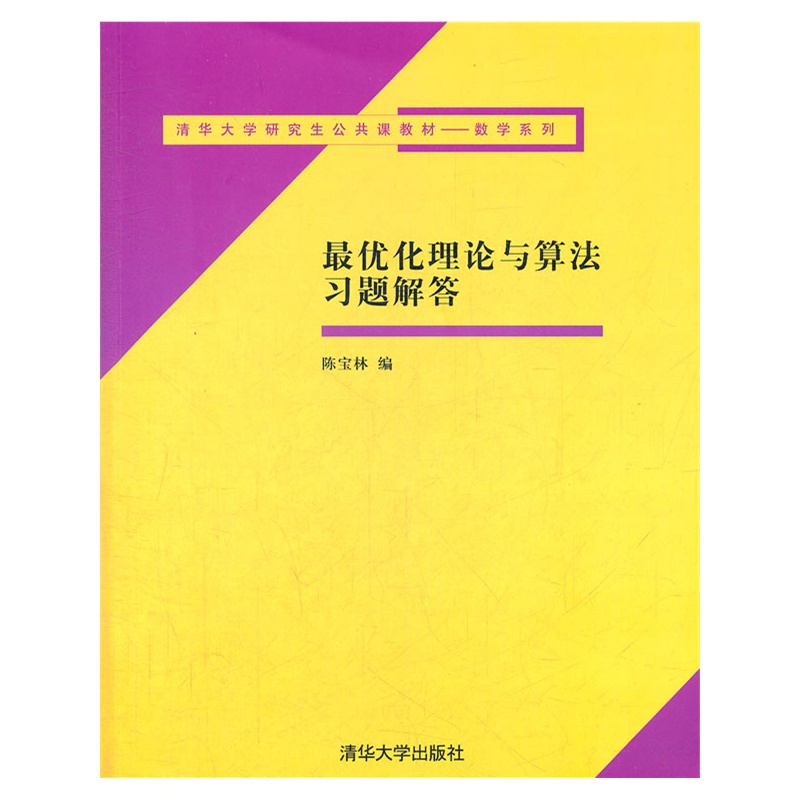 清华大学研究生公共课教材——数学系列
最优化理论与算法
习题解答
陈宝林 编
清华大学出版社